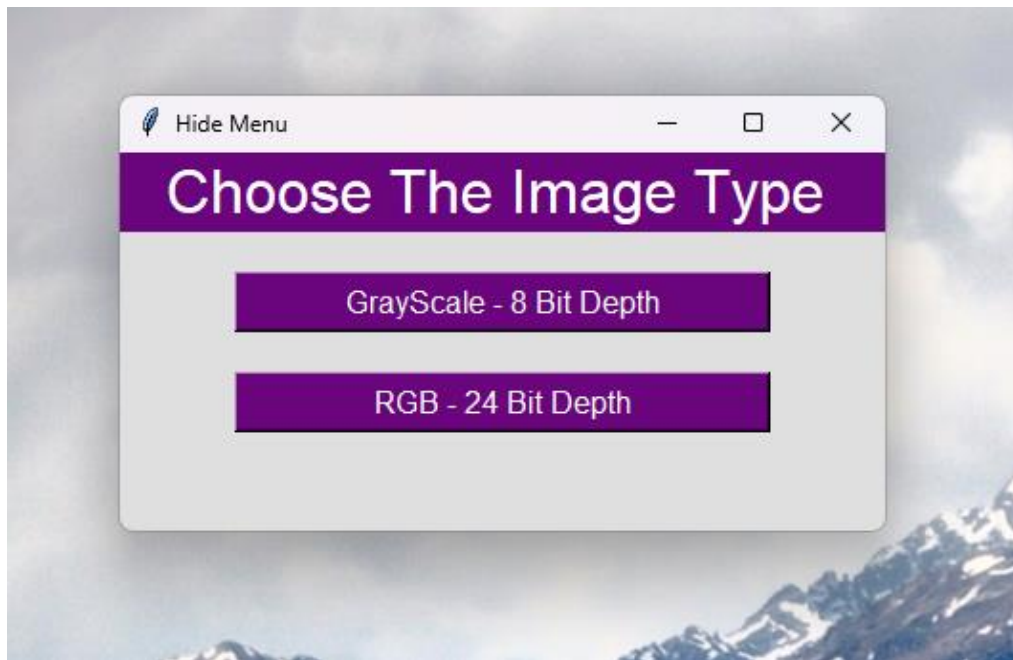 Hide Menu
Choose The Image Type
GrayScale - 8 Bit Depth
RGB - 24 Bit Depth